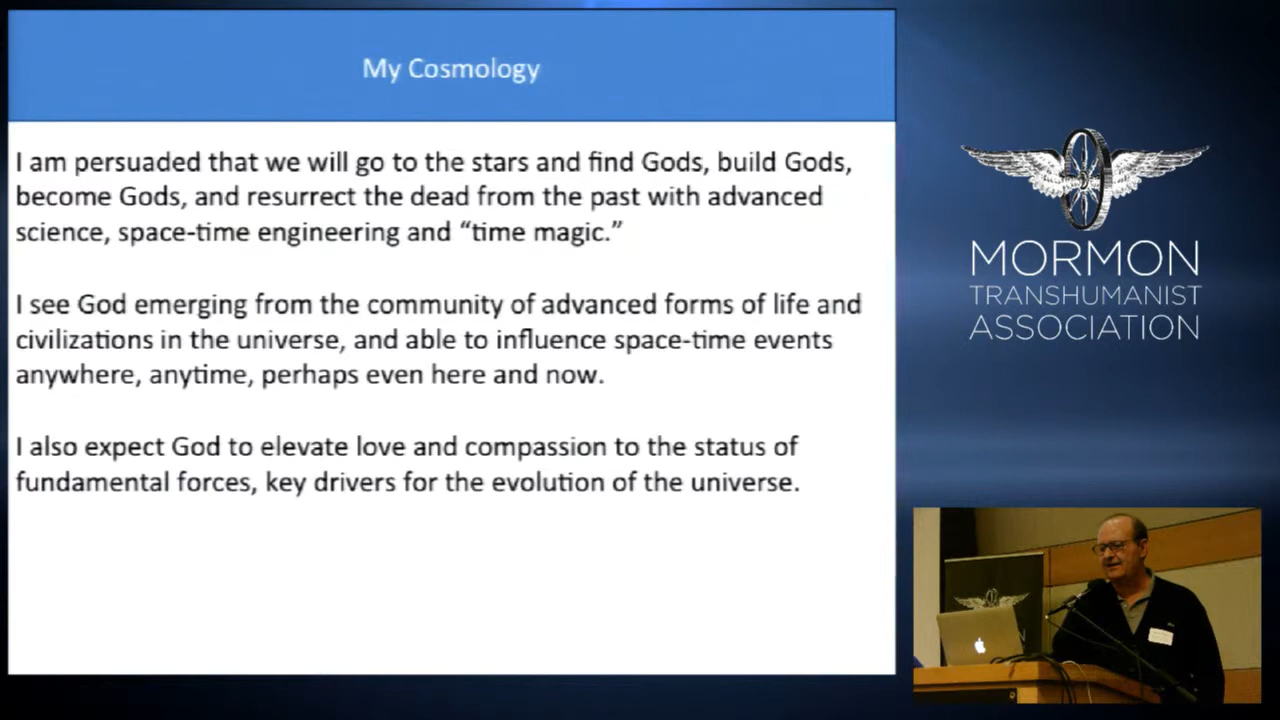 My Cosmology
I am persuaded that we will go to the stars and find Gods, build Gods,
become Gods, and resurrect the dead from the past with advanced
science, space-time engineering and “time magic.”
I see God emerging from the community of advanced forms of life and
civilizations in the universe, and able to influence space-time events
anywhere, anytime, perhaps even here and now.
I also expect God to elevate love and compassion to the status of
fundamental forces, key drivers for the evolution of the universe.
MORMON
TRANSHUMANIST
ASSOCIATION